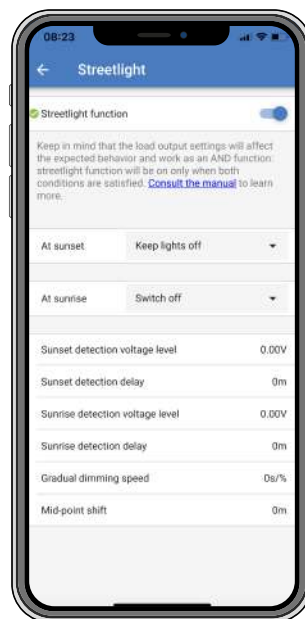 08:23
Streetlight
Streetlight function
Keep in mind that the load output settings will affect
the expected behavior and work as an AND function:
streetlight function will be on only when both
conditions are satisfied. Consult the manual to learn
more.
At sunset Keep lights off
At sunrise Switch off
Sunset detection voltage level 0.00V
Sunset detection delay 0m
Sunrise detection voltage level 0.00V
Sunrise detection delay 0m
Gradual dimming speed 0s/%
Mid-point shift 0m